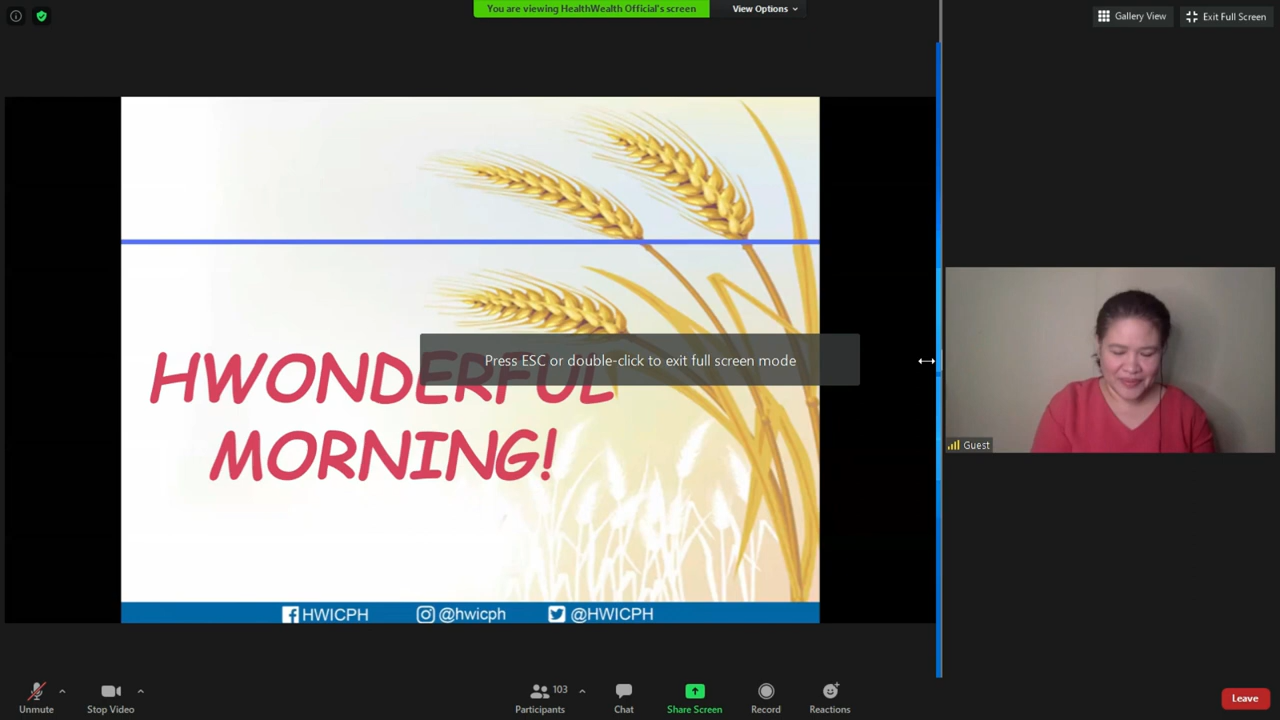 You are viewing HealthWealth Official's screen
View Options
Gallery View
Exit Full Screen
Press ESC or double-click to exit full screen mode
HWONDERFUL
MORNING!
Guest
HWICPH
@hwicph
@HWICPH
Unmute
Stop Video
103
Participants
Chat
Share Screen
Record
Reactions
Leave